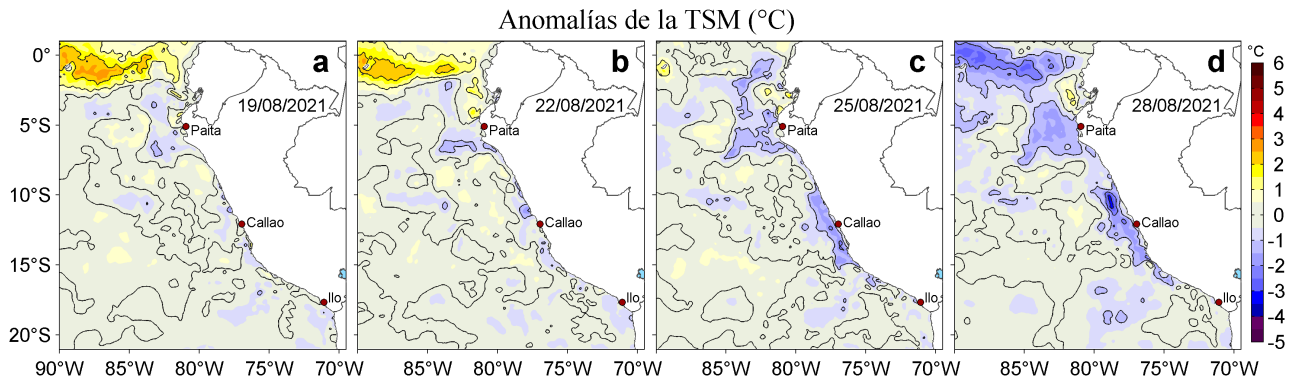 Anomalías de la TSM (°C)
a
b
c
d
19/08/2021
22/08/2021
25/08/2021
28/08/2021
Paita
Paita
Paita
Paita
Callao
Callao
Callao
Callao
Ilo
Ilo
Ilo
Ilo
0°
5°S
10°S
15°S
20°S
90°W 85°W 80°W 75°W 70°W
85°W 80°W 75°W 70°W
85°W 80°W 75°W 70°W
85°W 80°W 75°W 70°W
°C
6
5
4
3
2
1
0
-1
-2
-3
-4
-5